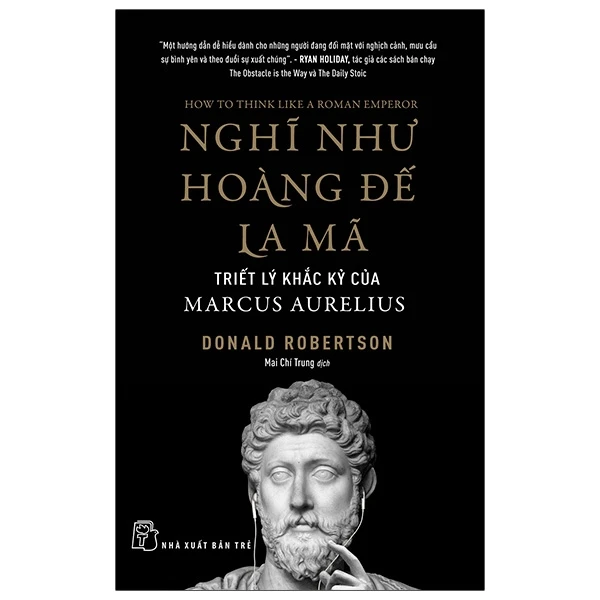 “Một hướng dẫn dễ hiểu dành cho những người đang đối mặt với nghịch cảnh, mưu cầu
sự bình yên và theo đuổi sự xuất chúng”. - RYAN HOLIDAY, tác giả các sách bán chạy
The Obstacle is the Way và The Daily Stoic
HOW TO THINK LIKE A ROMAN EMPEROR
NGHĨ NHƯ
HOÀNG ĐẾ
LA MÃ
TRIẾT LÝ KHẮC KỶ CỦA
MARCUS AURELIUS
DONALD ROBERTSON
Mai Chí Trung dịch
NHÀ XUẤT BẢN TRẺ